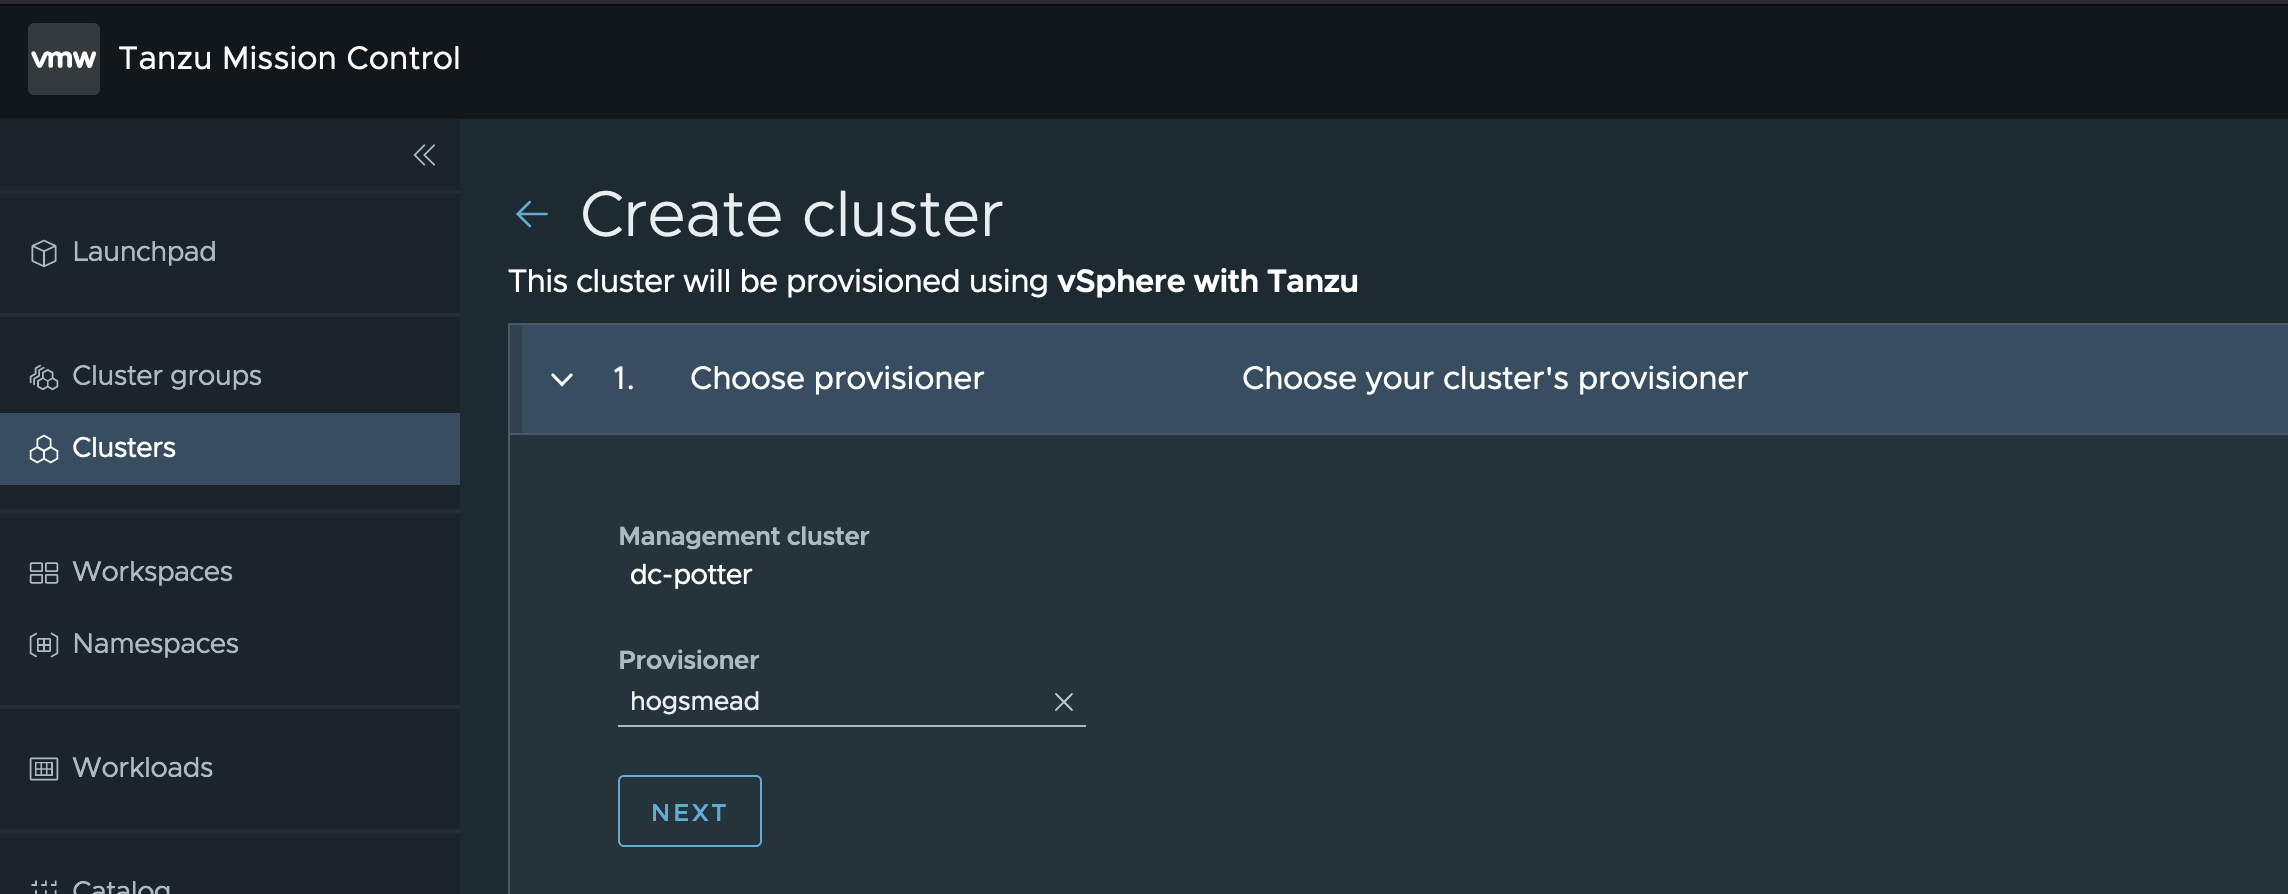 vmw Tanzu Mission Control
Launchpad
Cluster groups
Clusters
Workspaces
Namespaces
Workloads
Catalog
Create cluster
This cluster will be provisioned using vSphere with Tanzu
1. Choose provisioner Choose your cluster's provisioner
Management cluster
dc-potter
Provisioner
hogsmead
NEXT